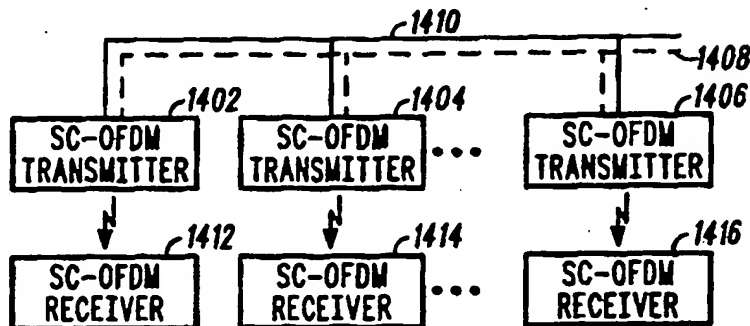 1410
1408
1402
1404
1406
SC-OFDM
TRANSMITTER
SC-OFDM
TRANSMITTER
SC-OFDM
TRANSMITTER
1412
1414
1416
SC-OFDM
RECEIVER
SC-OFDM
RECEIVER
SC-OFDM
RECEIVER